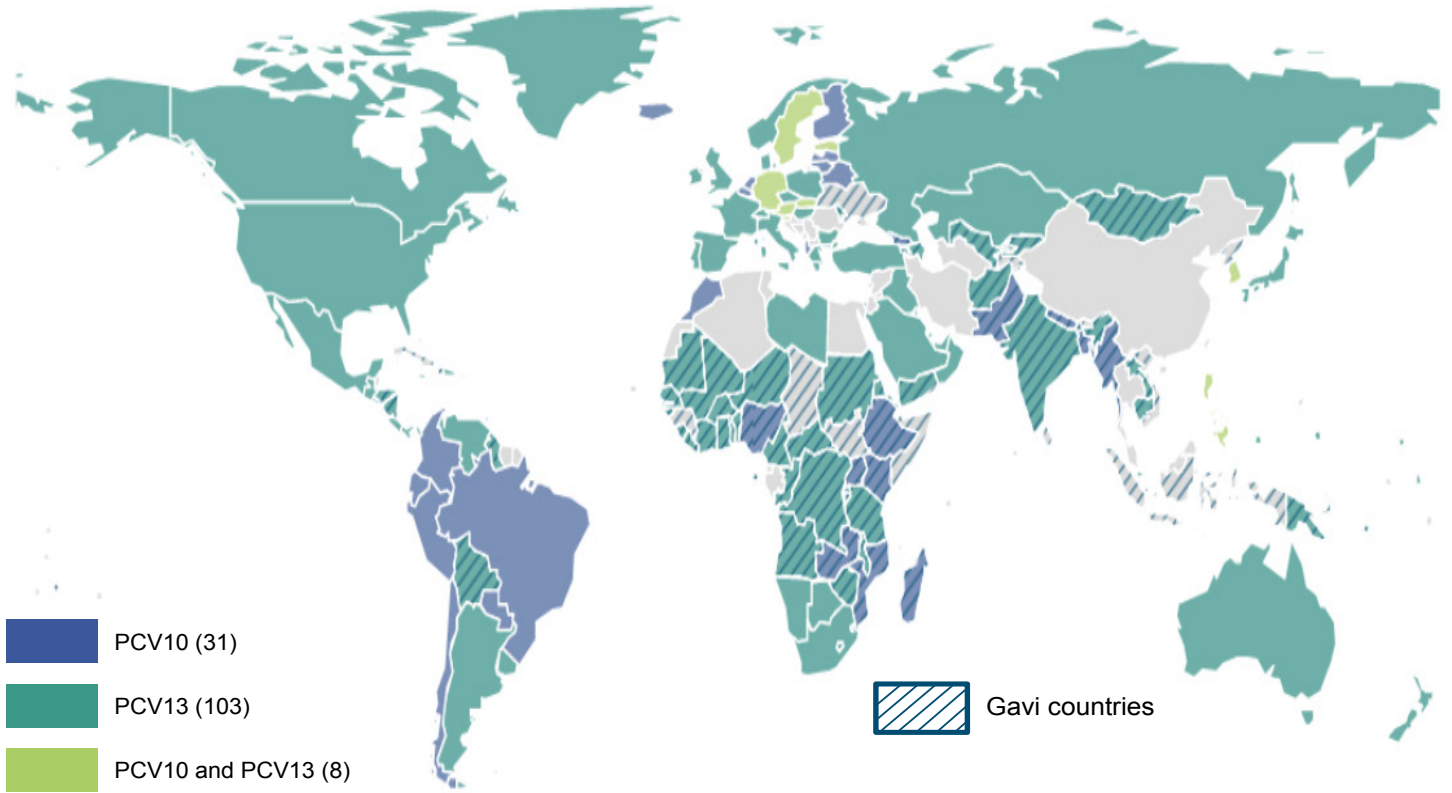 PCV10 (31)
PCV13 (103)
PCV10 and PCV13 (8)
Gavi countries